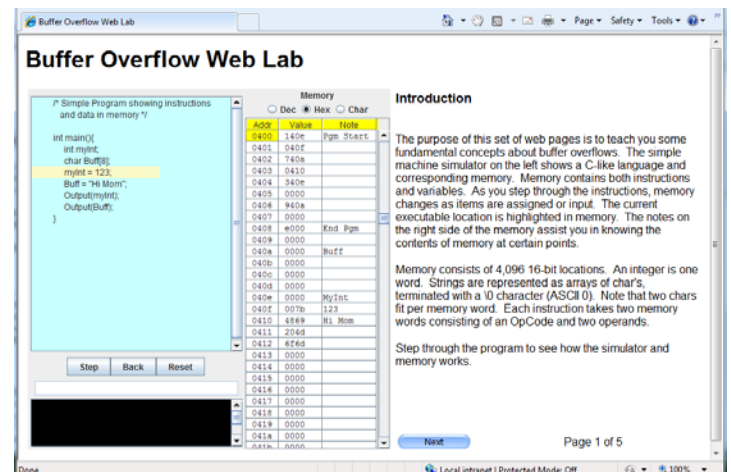 Buffer Overflow Web Lab
Page
Safety
Tools
Buffer Overflow Web Lab
/* Simple Program showing instructions
and data in memory */
int main(){
int myInt;
char Buff[8];
myInt = 123;
Buff = "Hi Mom";
Output(myInt);
Output(Buff);
}
Step Back Reset
Memory
Dec Hex Char
Addr Value Note
0400 140e Pgm Start
0401 040f
0402 740a
0403 0410
0404 340e
0405 0000
0406 940a
0407 0000
0408 e000 End Pgm
0409 0000
040a 0000 Buff
040b 0000
040c 0000
040d 0000
040e 0000 MyInt
040f 007b 123
0410 4869 Hi Mom
0411 204d
0412 6f6d
0413 0000
0414 0000
0415 0000
0416 0000
0417 0000
0418 0000
0419 0000
041a 0000
041b 0000
Introduction
The purpose of this set of web pages is to teach you some
fundamental concepts about buffer overflows. The simple
machine simulator on the left shows a C-like language and
corresponding memory. Memory contains both instructions
and variables. As you step through the instructions, memory
changes as items are assigned or input. The current
executable location is highlighted in memory. The notes on
the right side of the memory assist you in knowing the
contents of memory at certain points.
Memory consists of 4,096 16-bit locations. An integer is one
word. Strings are represented as arrays of char's,
terminated with a \0 character (ASCII 0). Note that two chars
fit per memory word. Each instruction takes two memory
words consisting of an OpCode and two operands.
Step through the program to see how the simulator and
memory works.
Next Page 1 of 5
Done
Local intranet | Protected Mode: Off
100%